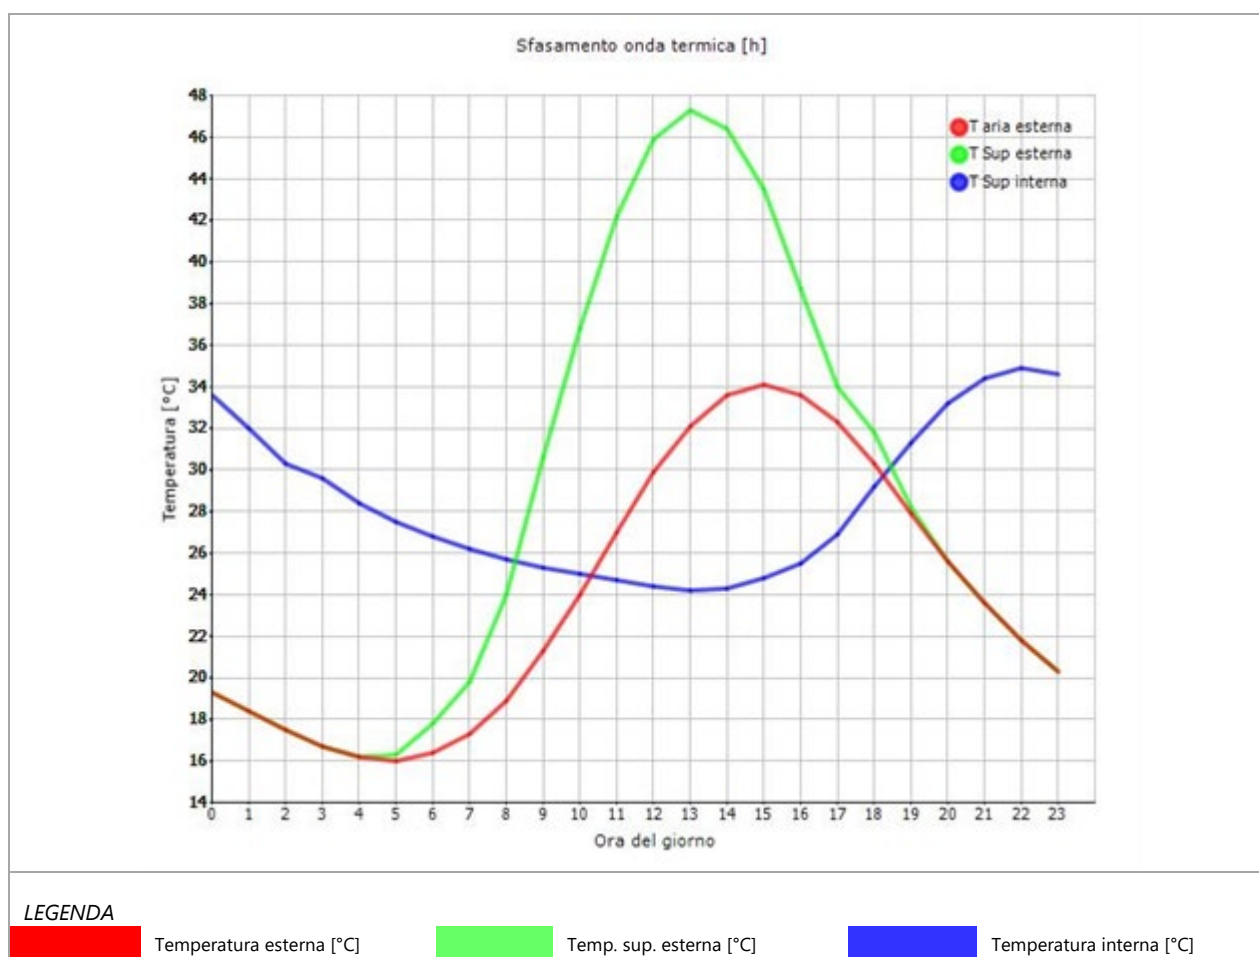 Sfasamento onda termica [h]
48
46
44
42
40
38
36
34
32
30
28
26
24
22
20
18
16
14
Temperatura [°C]
T aria esterna
T Sup esterna
T Sup interna
0 1 2 3 4 5 6 7 8 9 10 11 12 13 14 15 16 17 18 19 20 21 22 23
Ora del giorno
LEGENDA
Temperatura esterna [°C] Temp. sup. esterna [°C] Temperatura interna [°C]